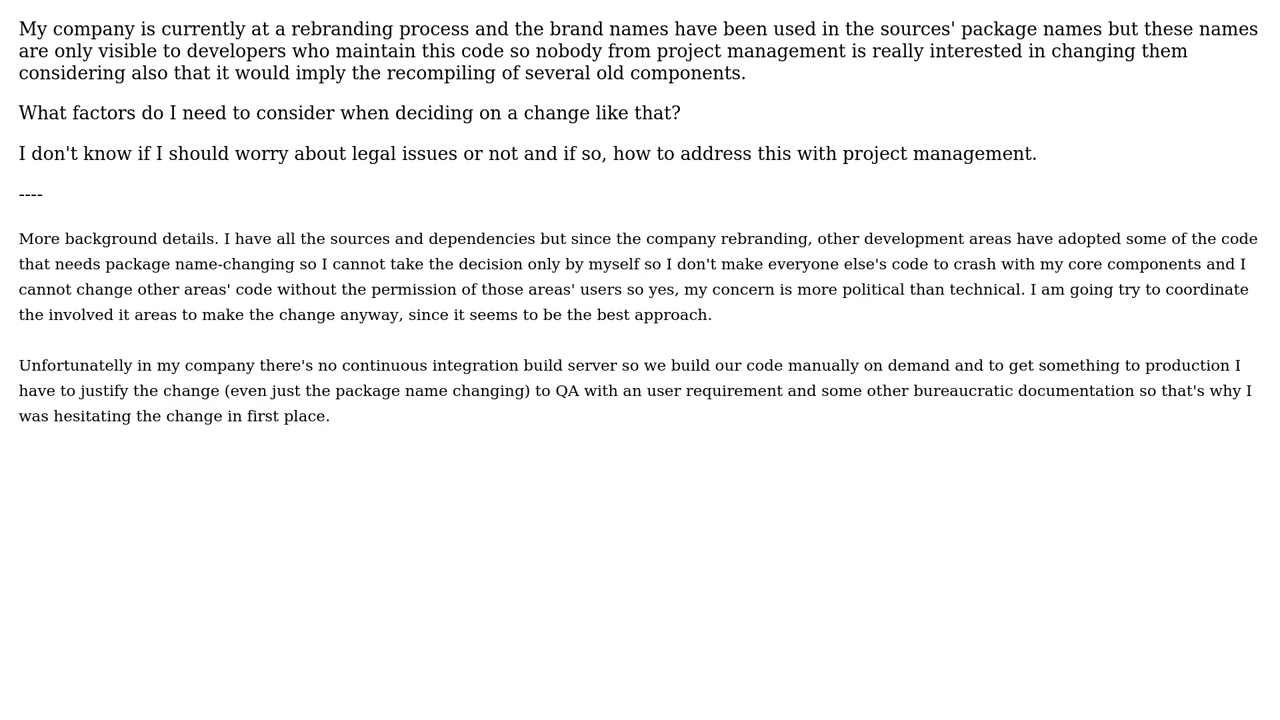 My company is currently at a rebranding process and the brand names have been used in the sources' package names but these names
are only visible to developers who maintain this code so nobody from project management is really interested in changing them
considering also that it would imply the recompiling of several old components.
What factors do I need to consider when deciding on a change like that?
I don't know if I should worry about legal issues or not and if so, how to address this with project management.
----
More background details. I have all the sources and dependencies but since the company rebranding, other development areas have adopted some of the code
that needs package name-changing so I cannot take the decision only by myself so I don't make everyone else's code to crash with my core components and I
cannot change other areas' code without the permission of those areas' users so yes, my concern is more political than technical. I am going try to coordinate
the involved it areas to make the change anyway, since it seems to be the best approach.
Unfortunatelly in my company there's no continuous integration build server so we build our code manually on demand and to get something to production I
have to justify the change (even just the package name changing) to QA with an user requirement and some other bureaucratic documentation so that's why I
was hesitating the change in first place.